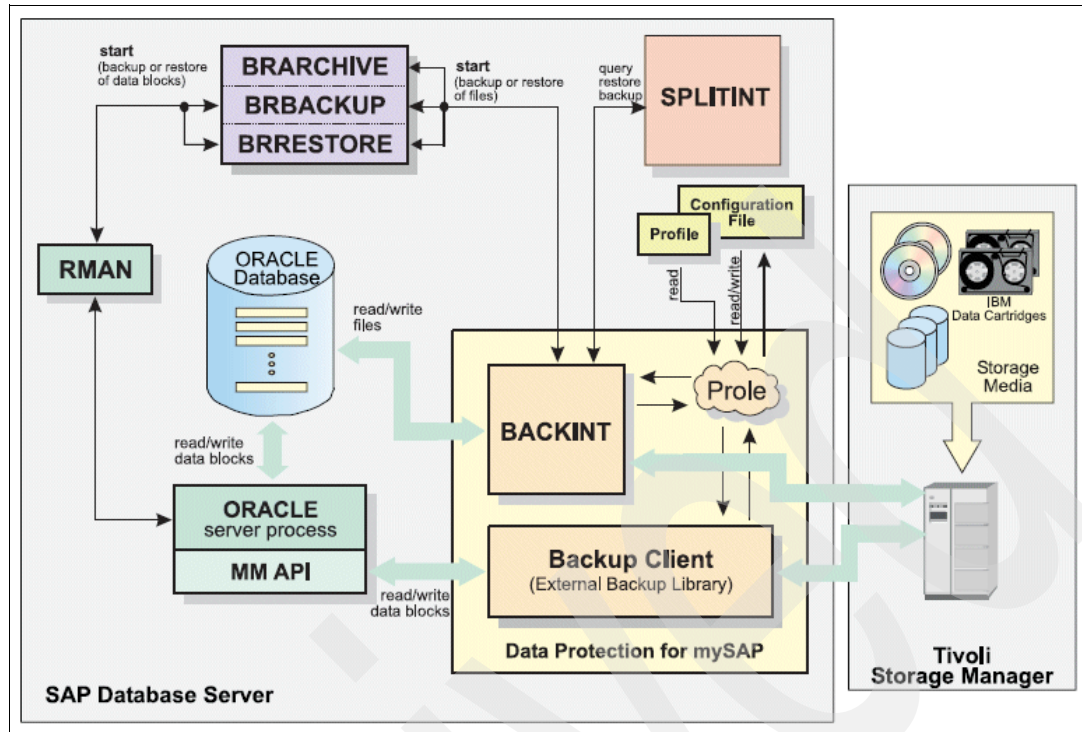 start
(backup or restore
of data blocks)
BRARCHIVE
BRBACKUP
BRRESTORE
start
(backup or restore
of files)
query
restore
backup
SPLITINT
Configuration
File
Profile
read
read/write
RMAN
ORACLE
Database
read/write
files
read/write
data blocks
ORACLE
server process
MM API
read/write
data blocks
BACKINT
Prole
Backup Client
(External Backup Library)
Data Protection for mySAP
SAP Database Server
IBM
Data Cartridges
Storage
Media
Tivoli
Storage Manager